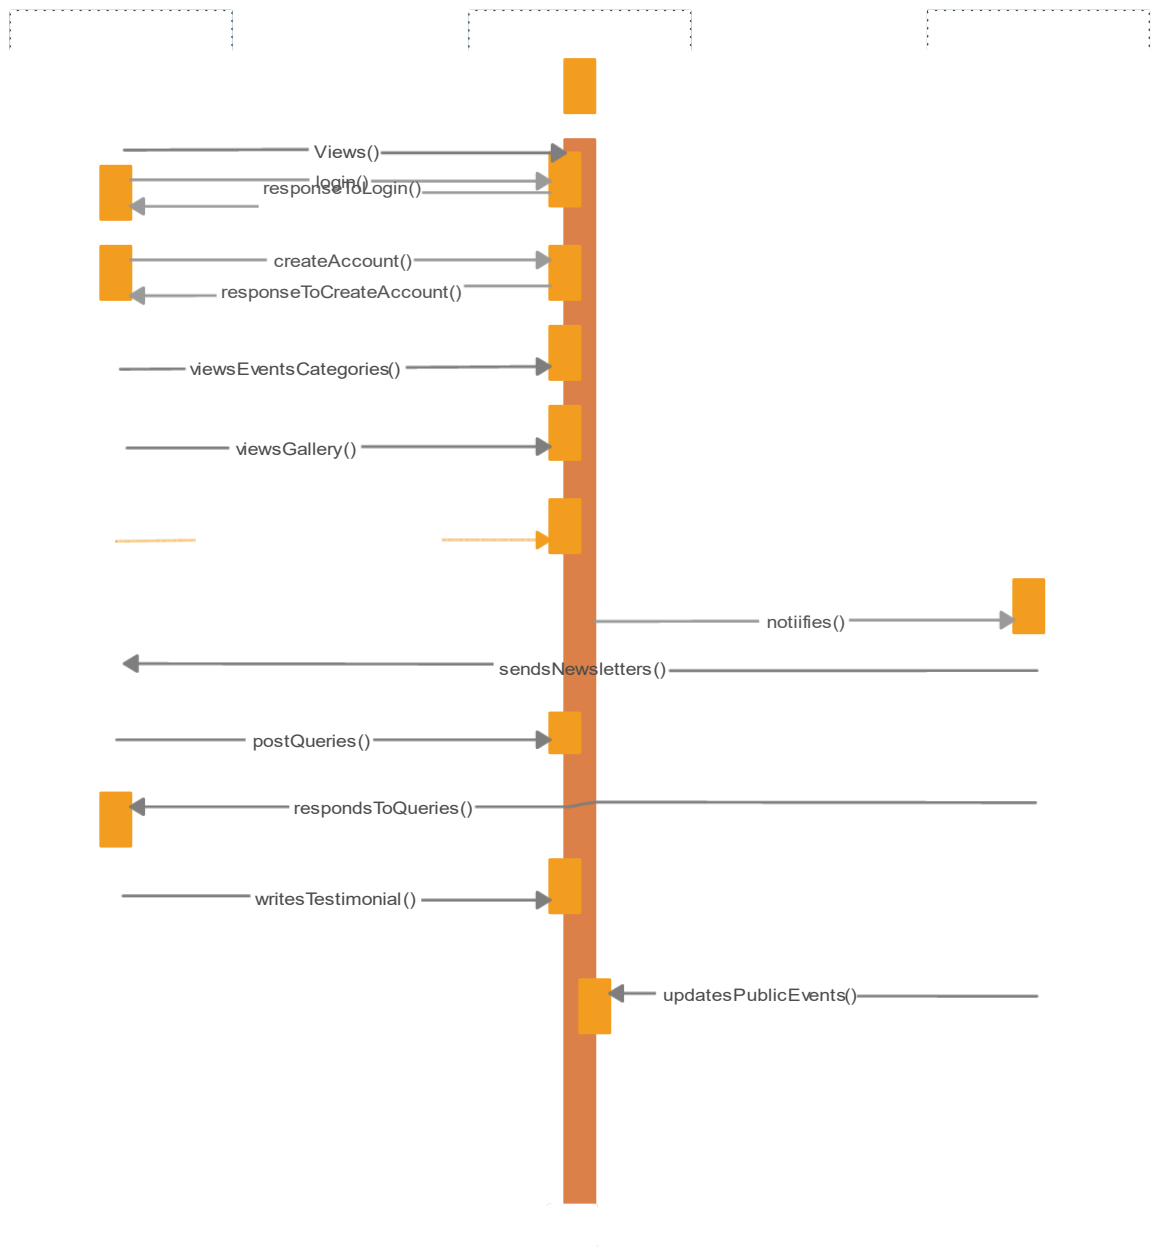 Views()
login()
responseToLogin()
createAccount()
responseToCreateAccount()
viewsEventsCategories()
viewsGallery()
notiifies()
sendsNewsletters()
postQueries()
respondsToQueries()
writesTestimonial()
updatesPublicEvents()